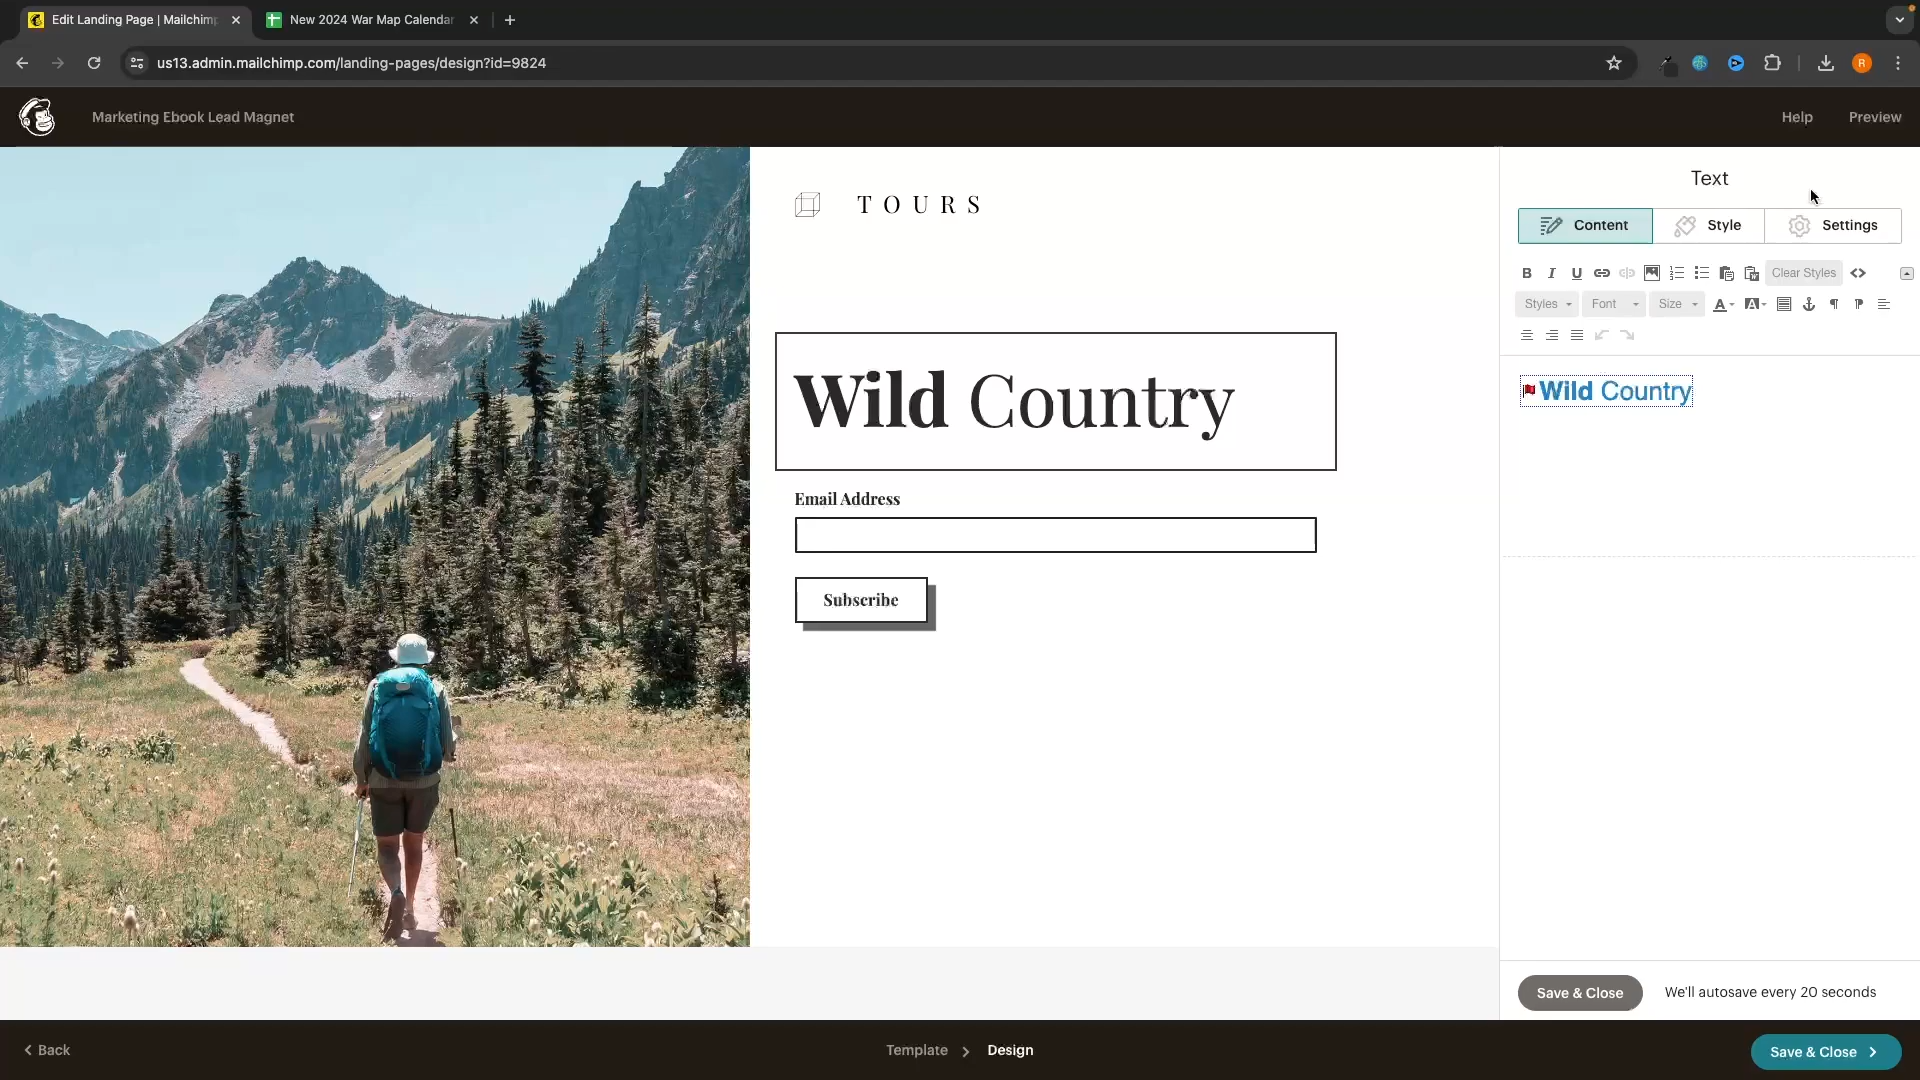 Edit Landing Page | Mailchimp
New 2024 War Map Calendar
us13.admin.mailchimp.com/landing-pages/design?id=9824
R
Marketing Ebook Lead Magnet
Help
Preview
TOURS
Wild Country
Email Address
Subscribe
Text
Content
Style
Settings
B I U
Clear Styles
Styles
Font
Size
A
A
Wild Country
Save & Close
We'll autosave every 20 seconds
Back
Template
Design
Save & Close